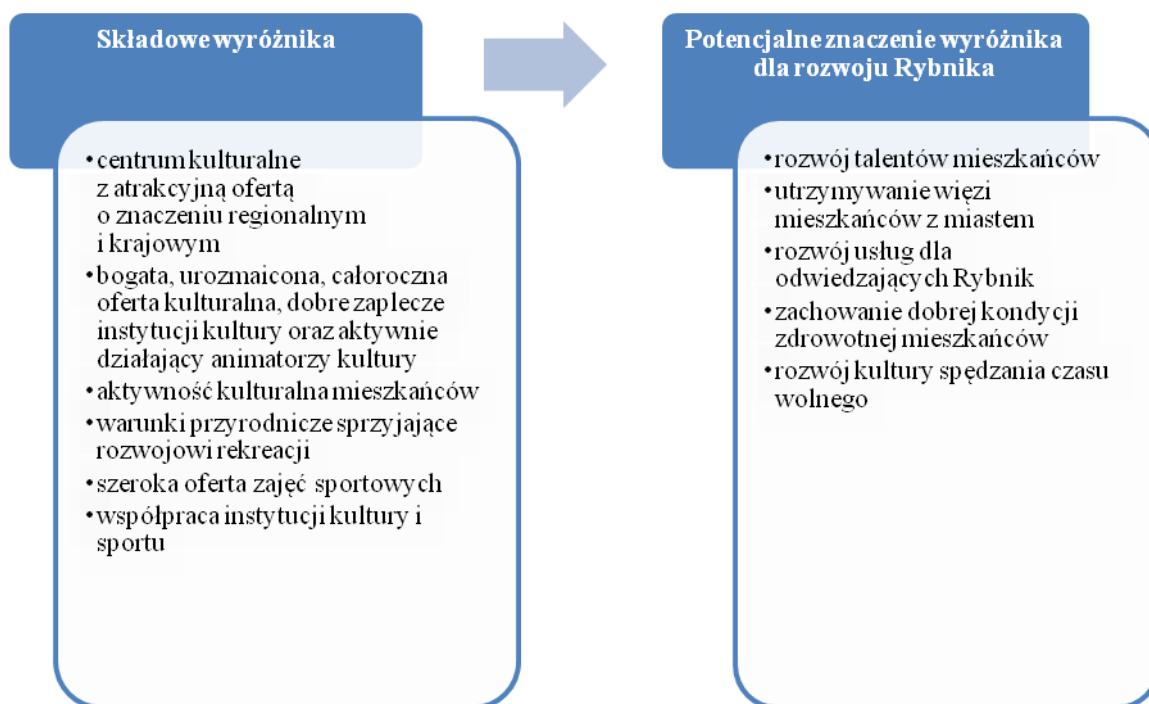 Składowe wyróżnika
• centrum kulturalne
z atrakcyjną ofertą
o znaczeniu regionalnym
i krajowym
• bogata, urozmaicona, całoroczna
oferta kulturalna, dobre zaplecze
instytucji kultury oraz aktywnie
działający animatorzy kultury
• aktywność kulturalna mieszkańców
• warunki przyrodnicze sprzyjające
rozwojowi rekreacji
• szeroka oferta zajęć sportowych
• współpraca instytucji kultury i
sportu
Potencjalne znaczenie wyróżnika
dla rozwoju Rybnika
• rozwój talentów mieszkańców
• utrzymywanie więzi
mieszkańców z miastem
• rozwój usług dla
odwiedzających Rybnik
• zachowanie dobrej kondycji
zdrowotnej mieszkańców
• rozwój kultury spędzania czasu
wolnego